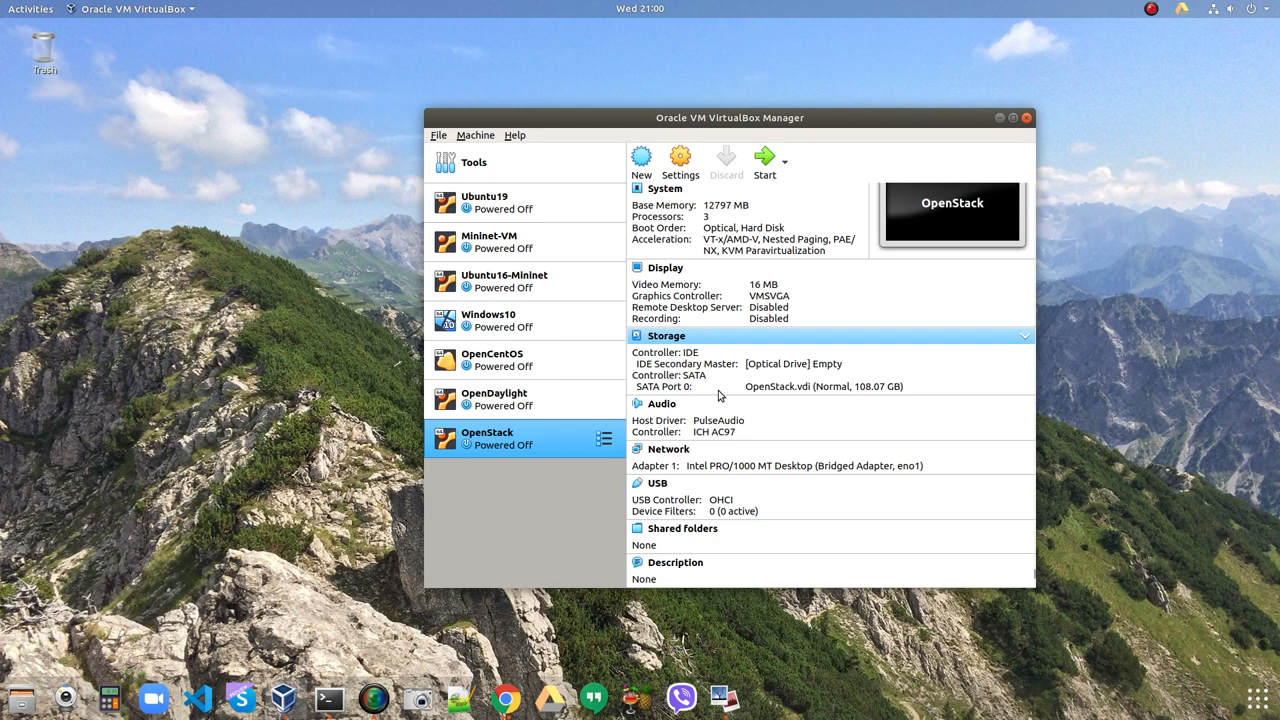 Activities Oracle VM VirtualBox Wed 21:00
Trash
Oracle VM VirtualBox Manager
File Machine Help
Tools
New Settings Discard Start
Ubuntu19
Powered Off
Mininet-VM
Powered Off
Ubuntu16-Mininet
Powered Off
Windows10
Powered Off
OpenCentOS
Powered Off
OpenDaylight
Powered Off
OpenStack
Powered Off
System
Base Memory: 12797 MB
Processors: 3
Boot Order: Optical, Hard Disk
Acceleration: VT-x/AMD-V, Nested Paging, PAE/
NX, KVM Paravirtualization
OpenStack
Display
Video Memory: 16 MB
Graphics Controller: VMSVGA
Remote Desktop Server: Disabled
Recording: Disabled
Storage
Controller: IDE
IDE Secondary Master: [Optical Drive] Empty
Controller: SATA
SATA Port 0: OpenStack.vdi (Normal, 108.07 GB)
Audio
Host Driver: PulseAudio
Controller: ICH AC97
Network
Adapter 1: Intel PRO/1000 MT Desktop (Bridged Adapter, eno1)
USB
USB Controller: OHCI
Device Filters: 0 (0 active)
Shared folders
None
Description
None